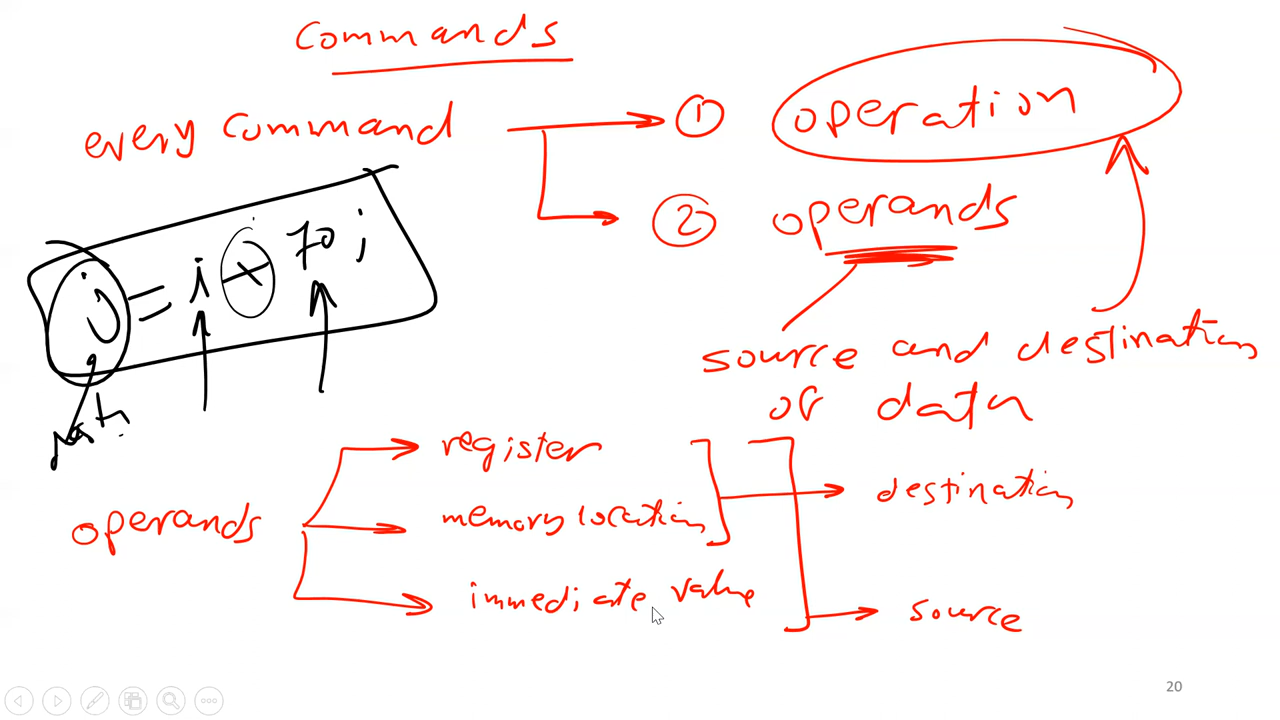 commands
every command ① operation
② operands
j = i + 70 ;
source and destination
of data
operands
register
memory location
immediate value
destination
source
20